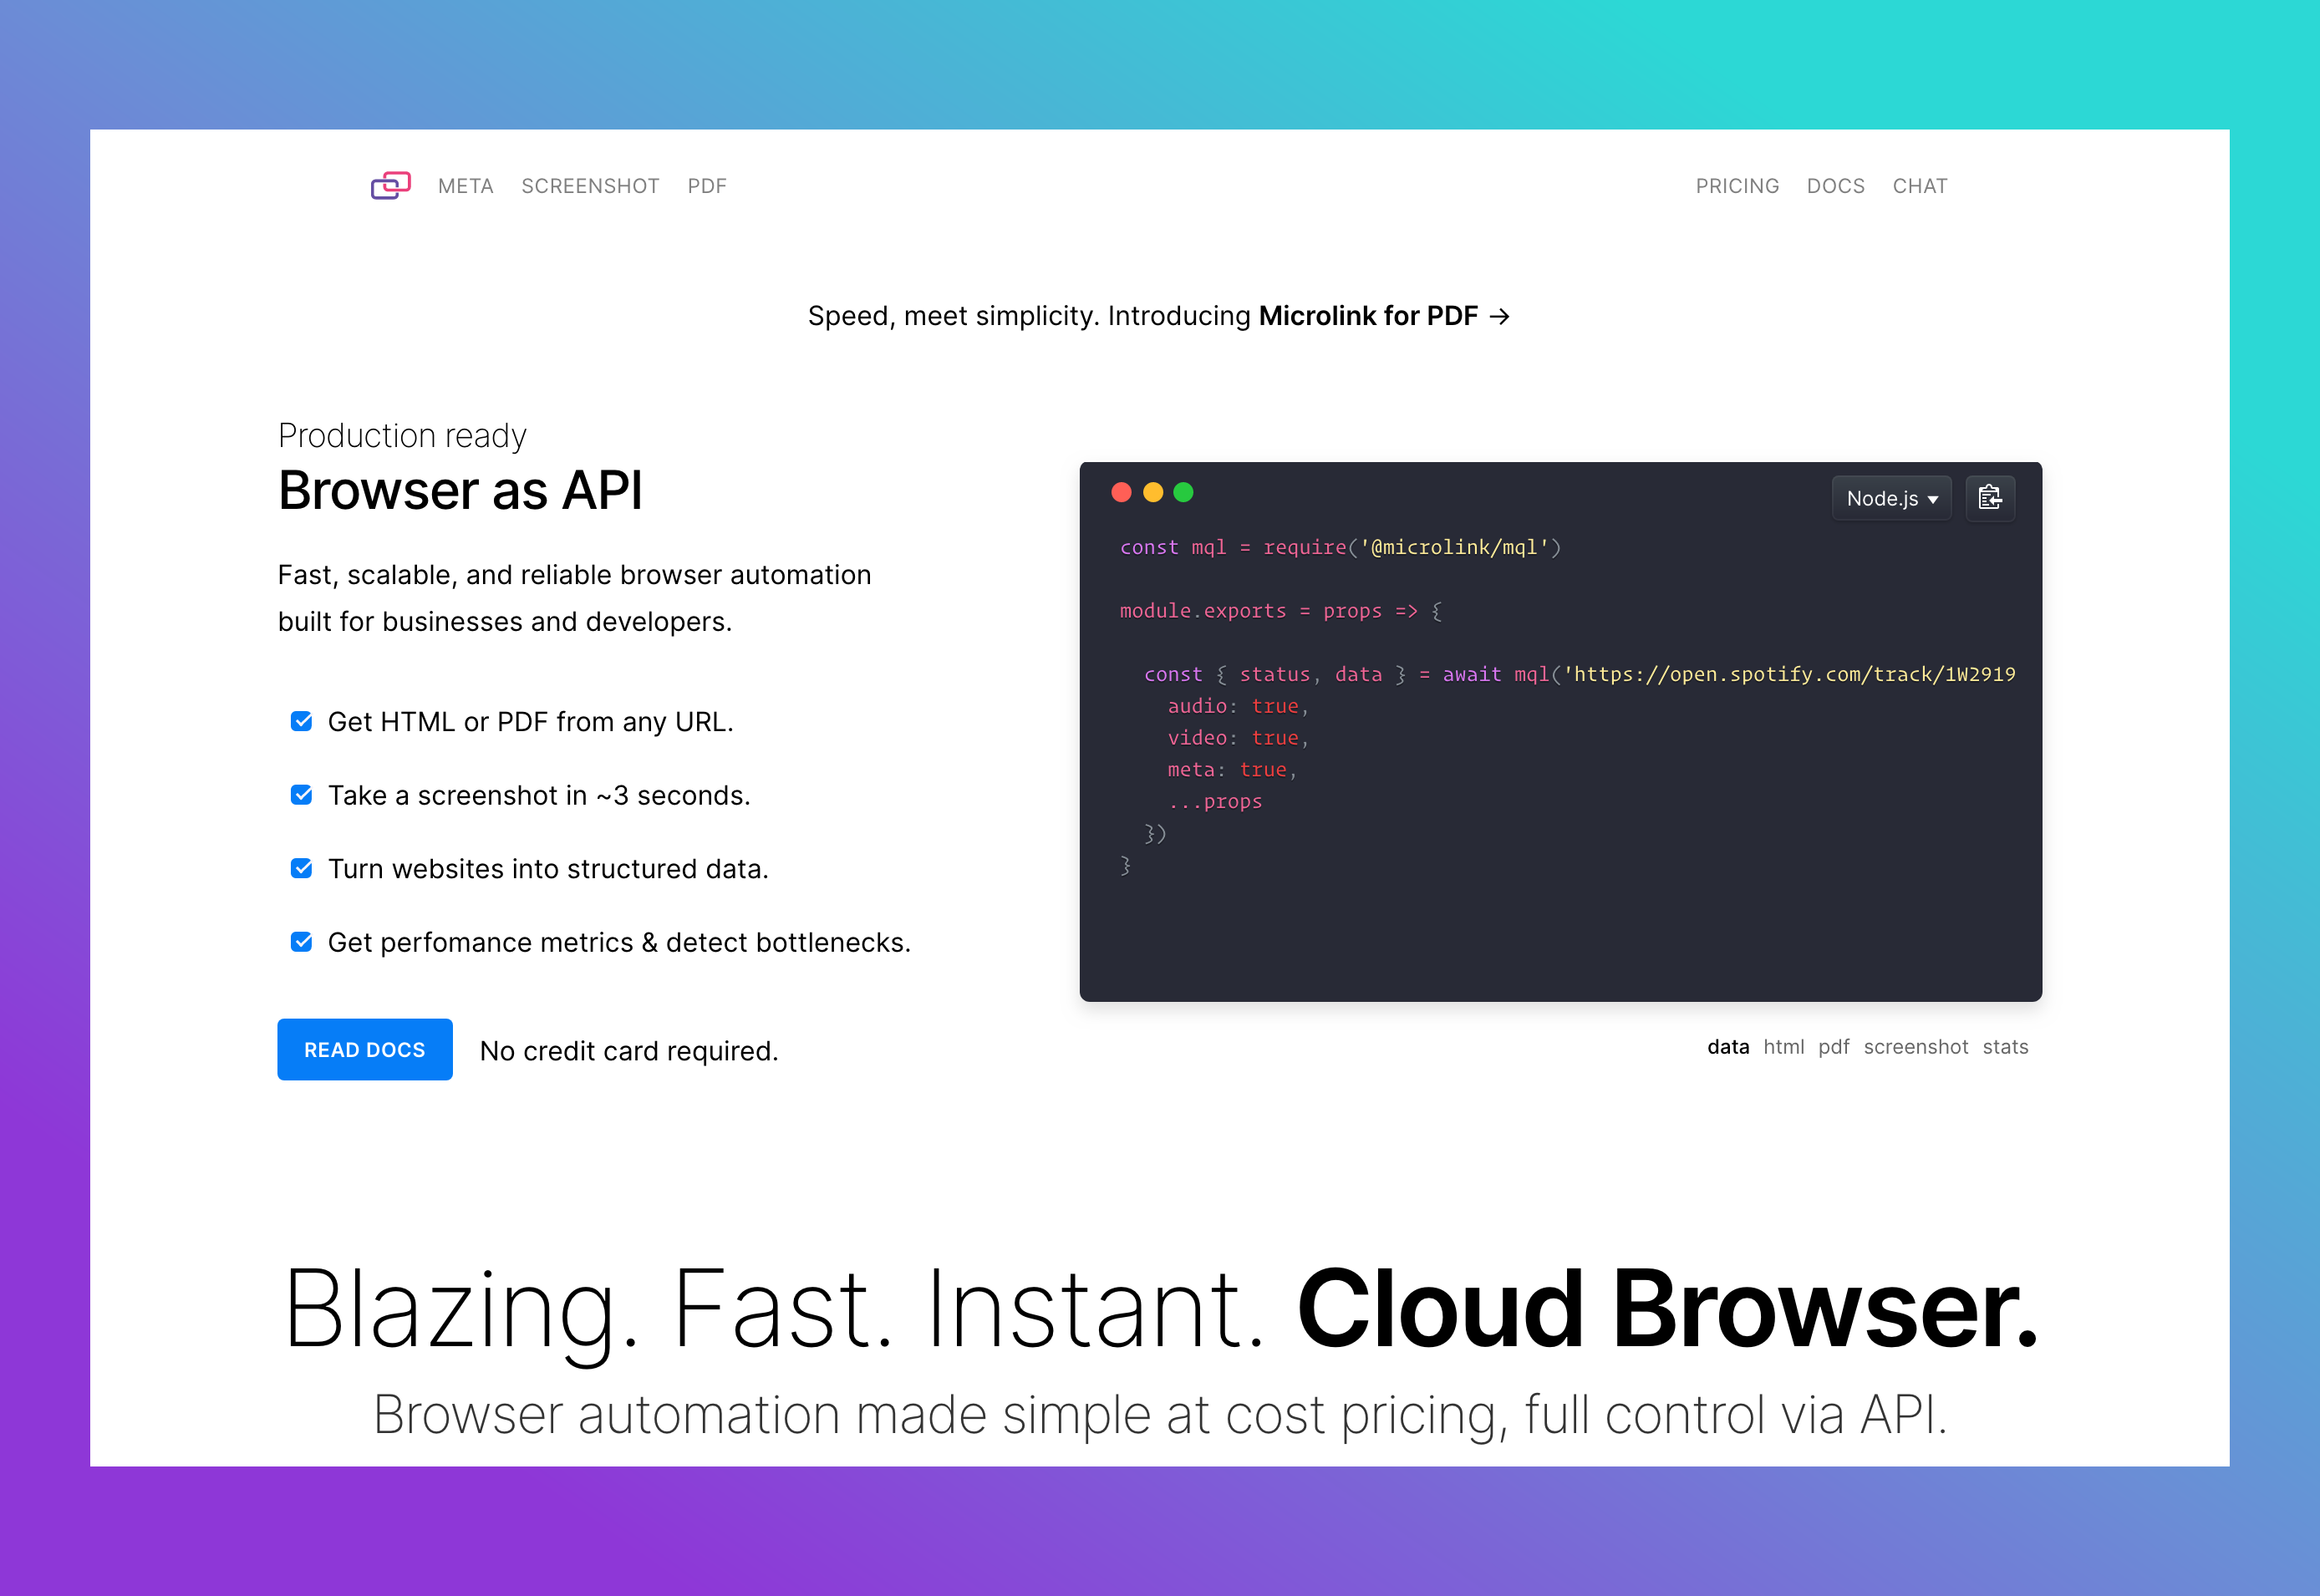 META SCREENSHOT PDF PRICING DOCS CHAT
Speed, meet simplicity. Introducing Microlink for PDF →
Production ready
Browser as API
Fast, scalable, and reliable browser automation
built for businesses and developers.
Get HTML or PDF from any URL.
Take a screenshot in ~3 seconds.
Turn websites into structured data.
Get perfomance metrics & detect bottlenecks.
READ DOCS No credit card required.
Node.js
const mql = require('@microlink/mql')
module.exports = props => {
const { status, data } = await mql('https://open.spotify.com/track/1W2919
audio: true,
video: true,
meta: true,
...props
})
}
data html pdf screenshot stats
Blazing. Fast. Instant. Cloud Browser.
Browser automation made simple at cost pricing, full control via API.